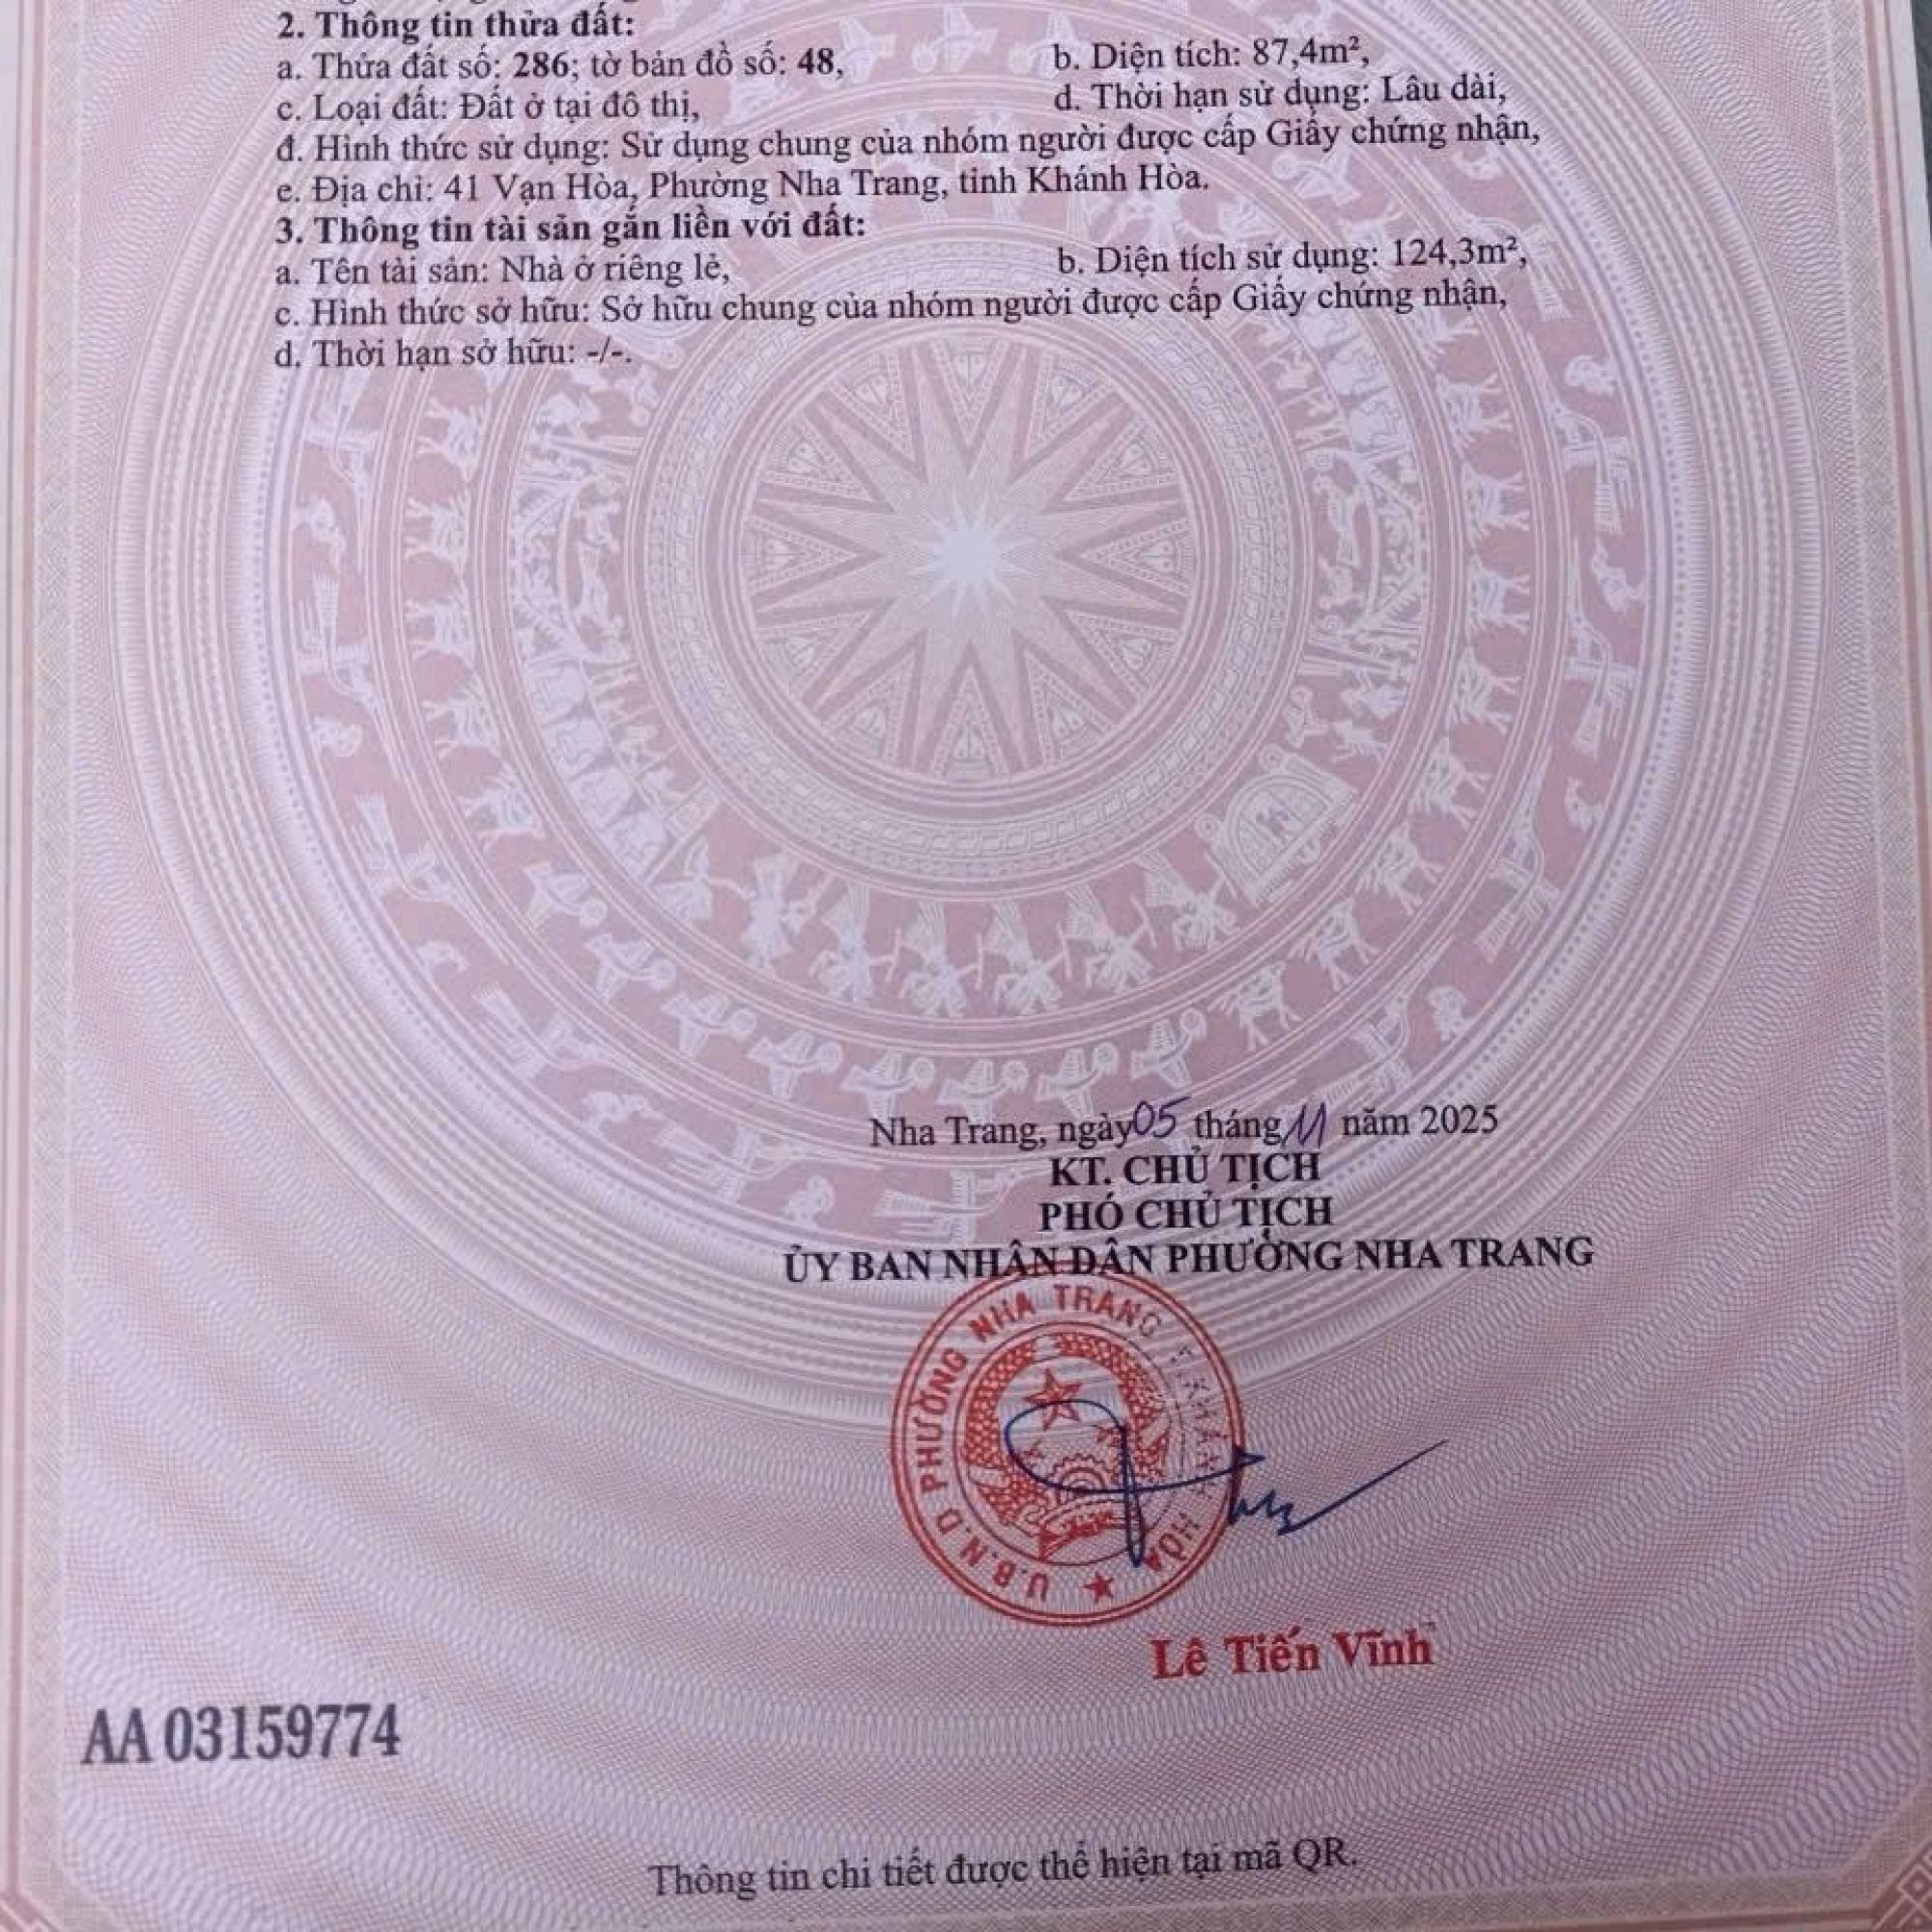 2. Thông tin thửa đất:
a. Thửa đất số: 286; tờ bản đồ số: 48, b. Diện tích: 87,4m²,
c. Loại đất: Đất ở tại đô thị, d. Thời hạn sử dụng: Lâu dài,
đ. Hình thức sử dụng: Sử dụng chung của nhóm người được cấp Giấy chứng nhận,
e. Địa chỉ: 41 Vạn Hòa, Phường Nha Trang, tỉnh Khánh Hòa.
3. Thông tin tài sản gắn liền với đất:
a. Tên tài sản: Nhà ở riêng lẻ, b. Diện tích sử dụng: 124,3m²,
c. Hình thức sở hữu: Sở hữu chung của nhóm người được cấp Giấy chứng nhận,
d. Thời hạn sở hữu: -/-.
Nha Trang, ngày 05 tháng 11 năm 2025
KT. CHỦ TỊCH
PHÓ CHỦ TỊCH
ỦY BAN NHÂN DÂN PHƯỜNG NHA TRANG
U.B.N.D PHƯỜNG NHA TRANG T. KHÁNH HÒA
Lê Tiến Vĩnh
AA 03159774
Thông tin chi tiết được thể hiện tại mã QR.